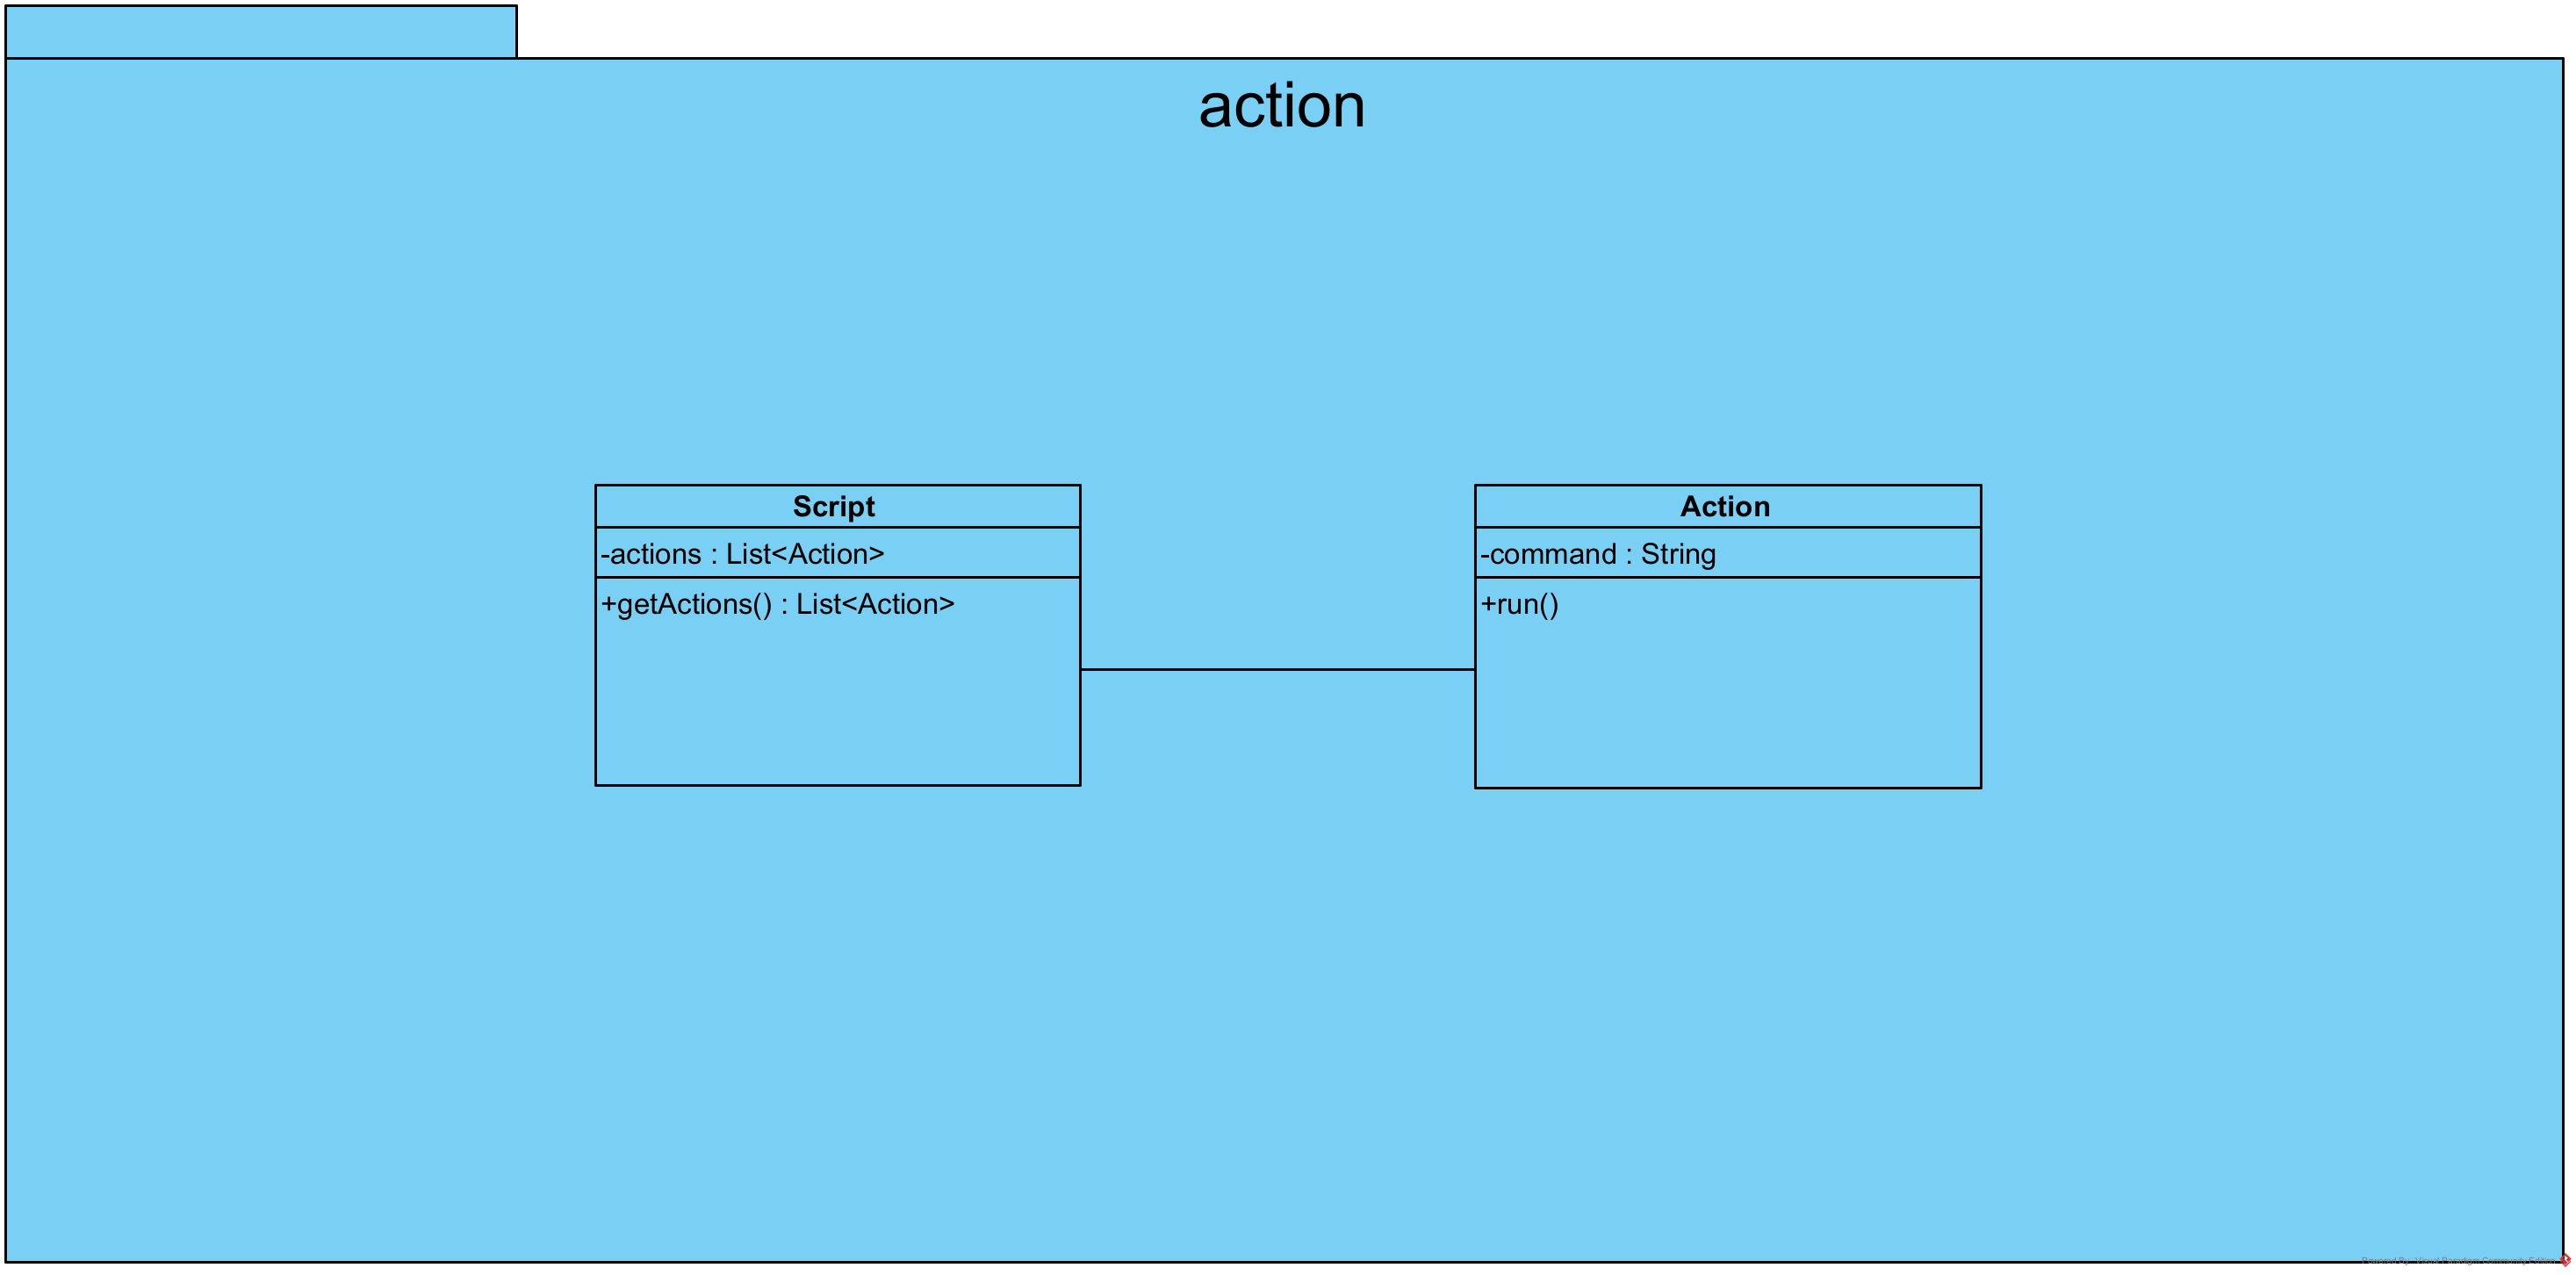 action
Script
-actions : List<Action>
+getActions() : List<Action>
Action
-command : String
+run()
Powered By Visual Paradigm Community Edition